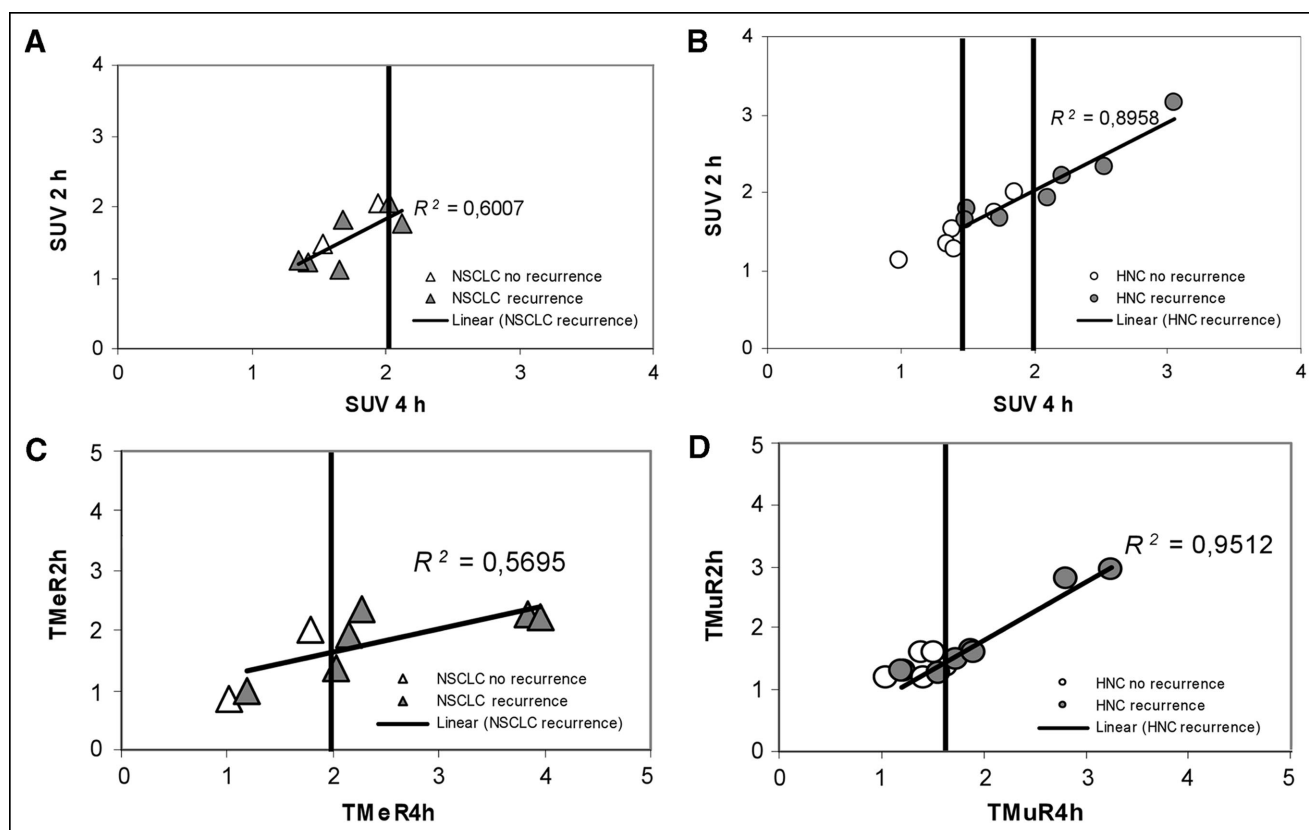 A
4
3
2
1
0
SUV 2 h
R² = 0,6007
NSCLC no recurrence
NSCLC recurrence
Linear (NSCLC recurrence)
0 1 2 3 4
SUV 4 h
B
4
3
2
1
0
SUV 2 h
R² = 0,8958
HNC no recurrence
HNC recurrence
Linear (HNC recurrence)
0 1 2 3 4
SUV 4 h
C
5
4
3
2
1
0
TMeR2h
R² = 0,5695
NSCLC no recurrence
NSCLC recurrence
Linear (NSCLC recurrence)
0 1 2 3 4 5
TMeR4h
D
5
4
3
2
1
0
TMuR2h
R² = 0,9512
HNC no recurrence
HNC recurrence
Linear (HNC recurrence)
0 1 2 3 4 5
TMuR4h